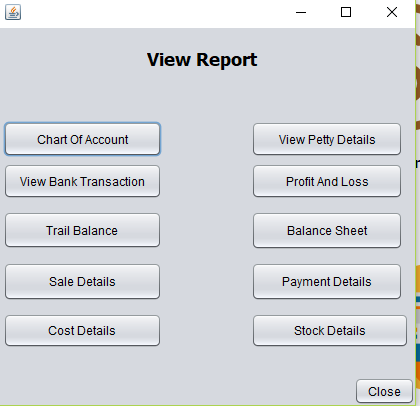 View Report
Chart Of Account
View Petty Details
View Bank Transaction
Profit And Loss
Trail Balance
Balance Sheet
Sale Details
Payment Details
Cost Details
Stock Details
Close